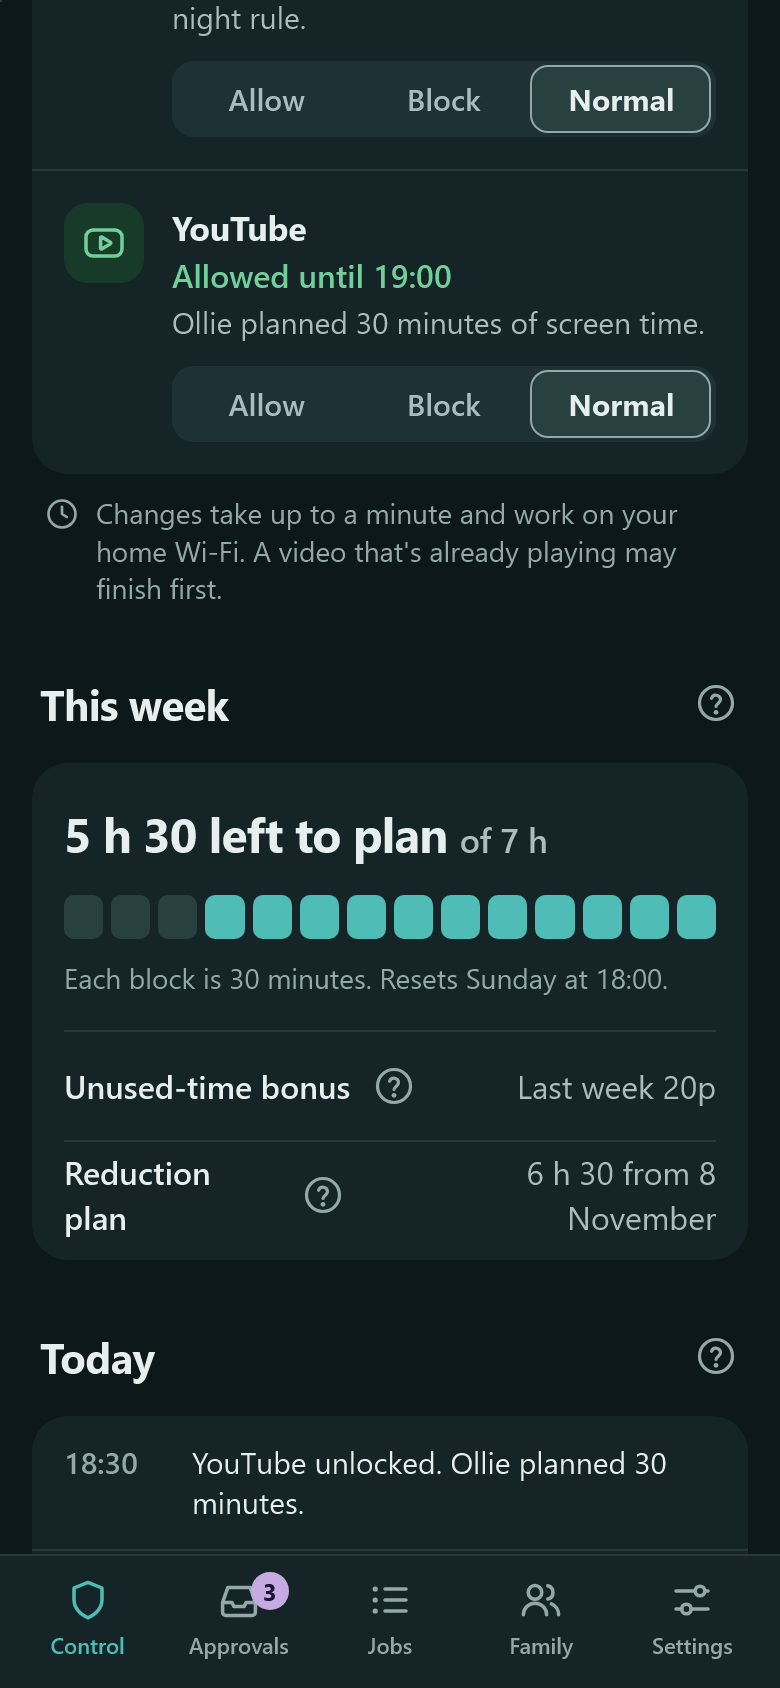 night rule.
Allow Block Normal
YouTube
Allowed until 19:00
Ollie planned 30 minutes of screen time.
Allow Block Normal
Changes take up to a minute and work on your
home Wi-Fi. A video that's already playing may
finish first.
This week
5 h 30 left to plan of 7 h
Each block is 30 minutes. Resets Sunday at 18:00.
Unused-time bonus Last week 20p
Reduction
plan
6 h 30 from 8
November
Today
18:30 YouTube unlocked. Ollie planned 30
minutes.
3
Control Approvals Jobs Family Settings